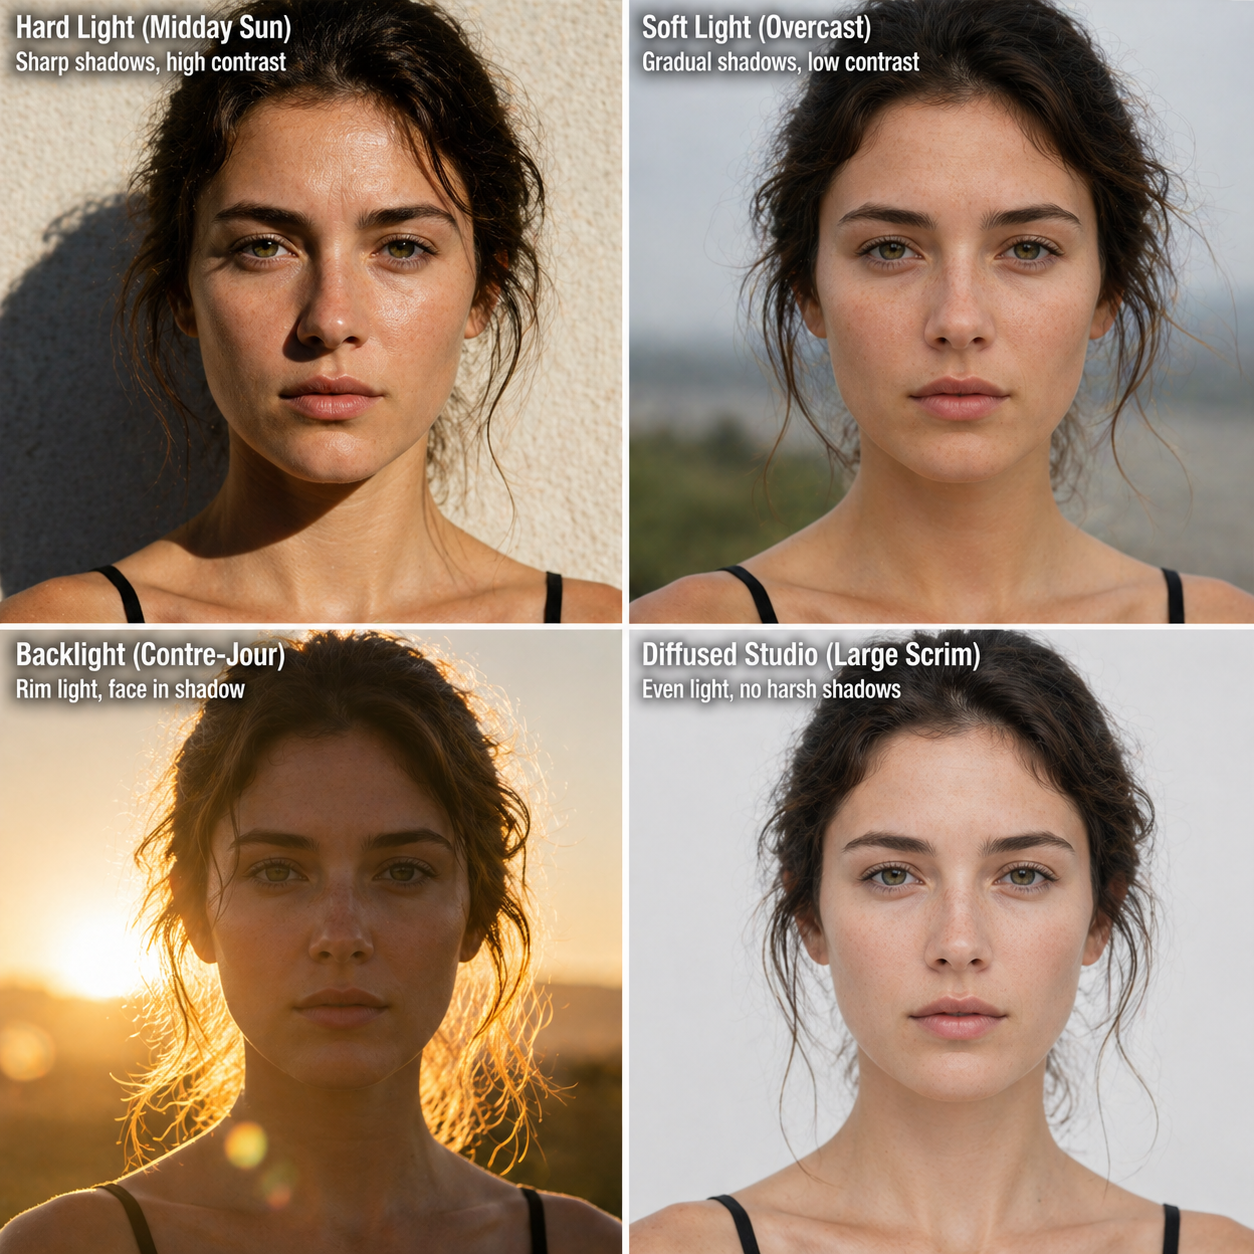 Hard Light (Midday Sun)
Sharp shadows, high contrast
Soft Light (Overcast)
Gradual shadows, low contrast
Backlight (Contre-Jour)
Rim light, face in shadow
Diffused Studio (Large Scrim)
Even light, no harsh shadows